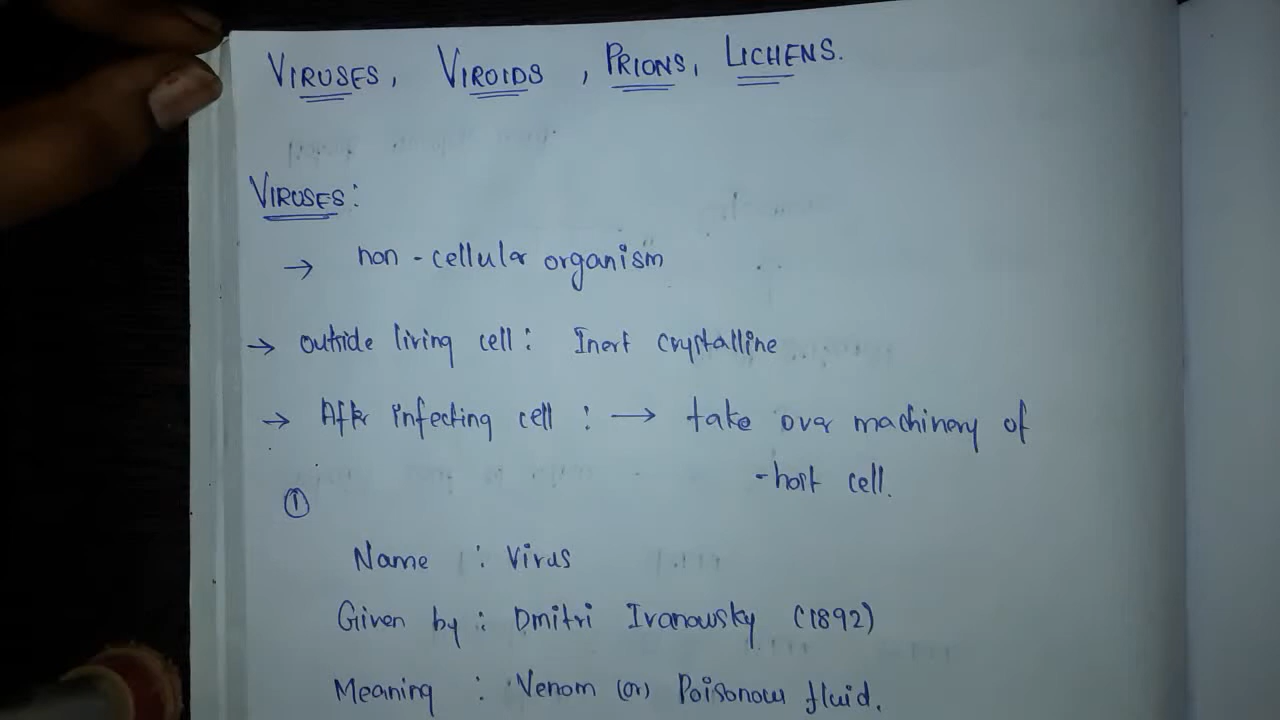 VIRUSES, VIROIDS, PRIONS, LICHENS.
VIRUSES:
→ non-cellular organism
→ outside living cell: Inert crystalline
→ After infecting cell : → take over machinery of
-host cell.
①
Name : Virus
Given by : Dmitri Ivanowsky (1892)
Meaning : Venom (or) Poisonous fluid.